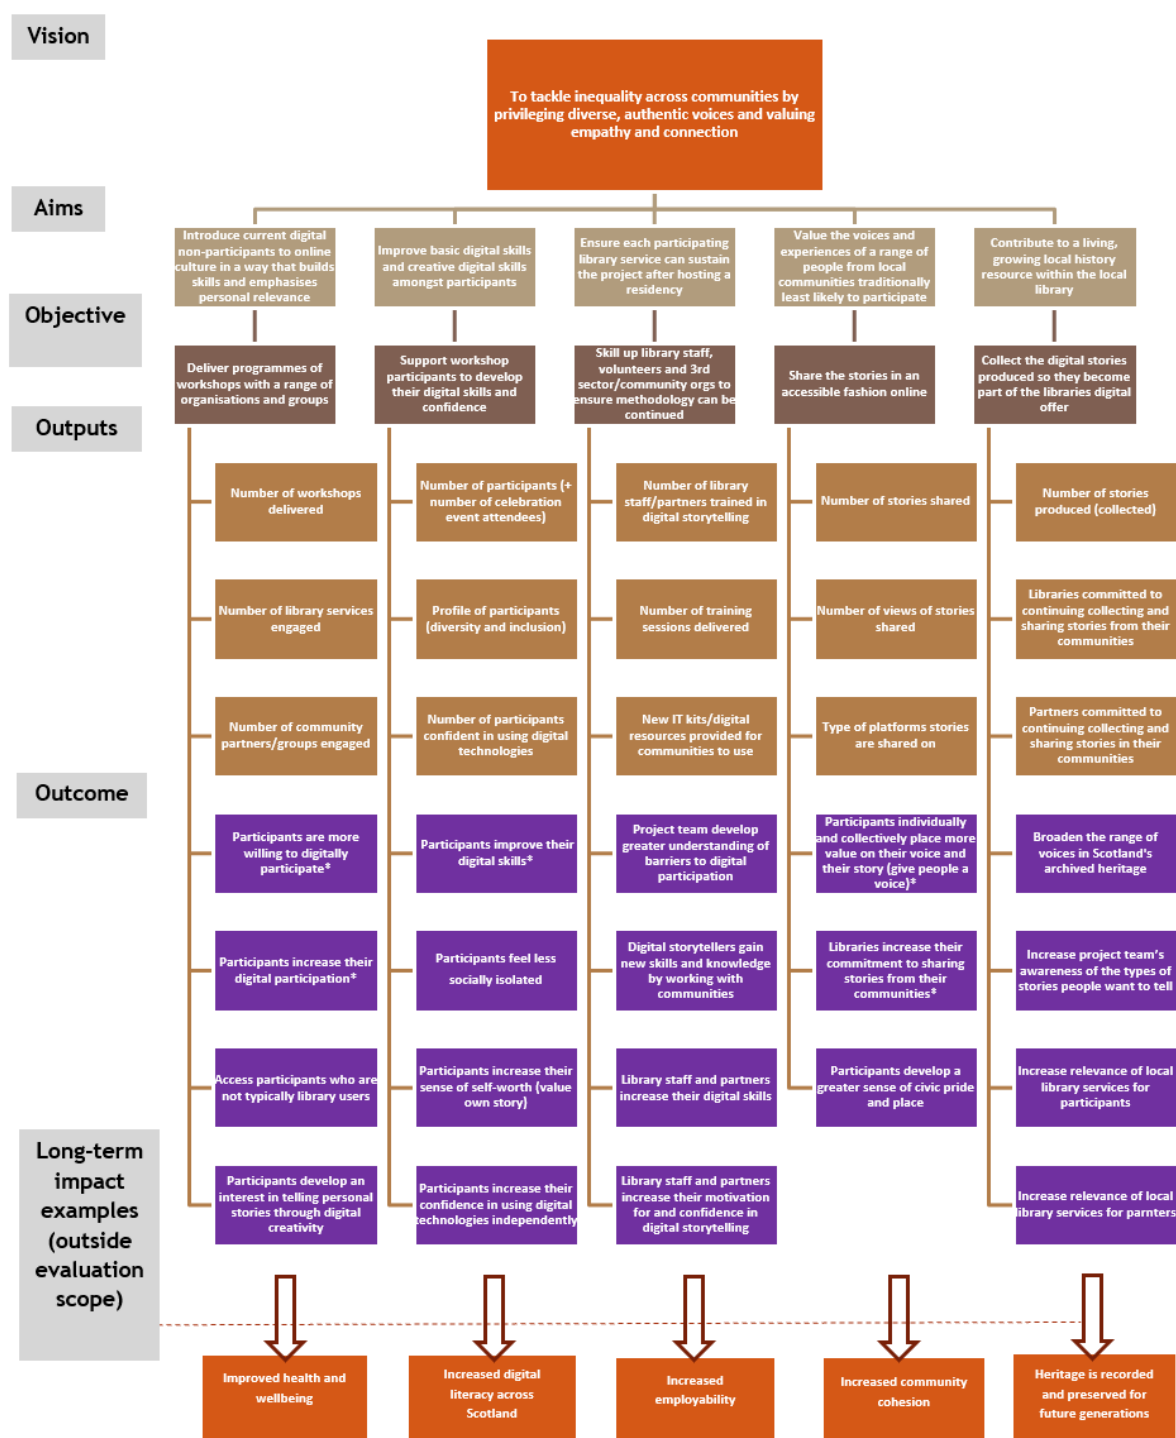 Vision
To tackle inequality across communities by
privileging diverse, authentic voices and valuing
empathy and connection
Aims
Introduce current digital
non-participants to online
culture in a way that builds
skills and emphasises
personal relevance
Improve basic digital skills
and creative digital skills
amongst participants
Ensure each participating
library service can sustain
the project after hosting a
residency
Value the voices and
experiences of a range of
people from local
communities traditionally
least likely to participate
Contribute to a living,
growing local history
resource within the local
library
Objective
Deliver programmes of
workshops with a range of
organisations and groups
Support workshop
participants to develop
their digital skills and
confidence
Skill up library staff,
volunteers and 3rd
sector/community orgs to
ensure methodology can be
continued
Share the stories in an
accessible fashion online
Collect the digital stories
produced so they become
part of the libraries digital
offer
Outputs
Number of workshops
delivered
Number of participants (+
number of celebration
event attendees)
Number of library
staff/partners trained in
digital storytelling
Number of stories shared
Number of stories
produced (collected)
Number of library services
engaged
Profile of participants
(diversity and inclusion)
Number of training
sessions delivered
Number of views of stories
shared
Libraries committed to
continuing collecting and
sharing stories from their
communities
Number of community
partners/groups engaged
Number of participants
confident in using digital
technologies
New IT kits/digital
resources provided for
communities to use
Type of platforms stories
are shared on
Partners committed to
continuing collecting and
sharing stories in their
communities
Outcome
Participants are more
willing to digitally
participate*
Participants improve their
digital skills*
Project team develop
greater understanding of
barriers to digital
participation
Participants individually
and collectively place more
value on their voice and
their story (give people a
voice)*
Broaden the range of
voices in Scotland's
archived heritage
Participants increase their
digital participation*
Participants feel less
socially isolated
Digital storytellers gain
new skills and knowledge
by working with
communities
Libraries increase their
commitment to sharing
stories from their
communities*
Increase project team's
awareness of the types of
stories people want to tell
Access participants who are
not typically library users
Participants increase their
sense of self-worth (value
own story)
Library staff and partners
increase their digital skills
Participants develop a
greater sense of civic pride
and place
Increase relevance of local
library services for
participants
Participants develop an
interest in telling personal
stories through digital
creativity
Participants increase their
confidence in using digital
technologies independently
Library staff and partners
increase their motivation
for and confidence in
digital storytelling
Increase relevance of local
library services for parnters
Long-term
impact
examples
(outside
evaluation
scope)
Improved health and
wellbeing
Increased digital
literacy across
Scotland
Increased
employability
Increased community
cohesion
Heritage is recorded
and preserved for
future generations